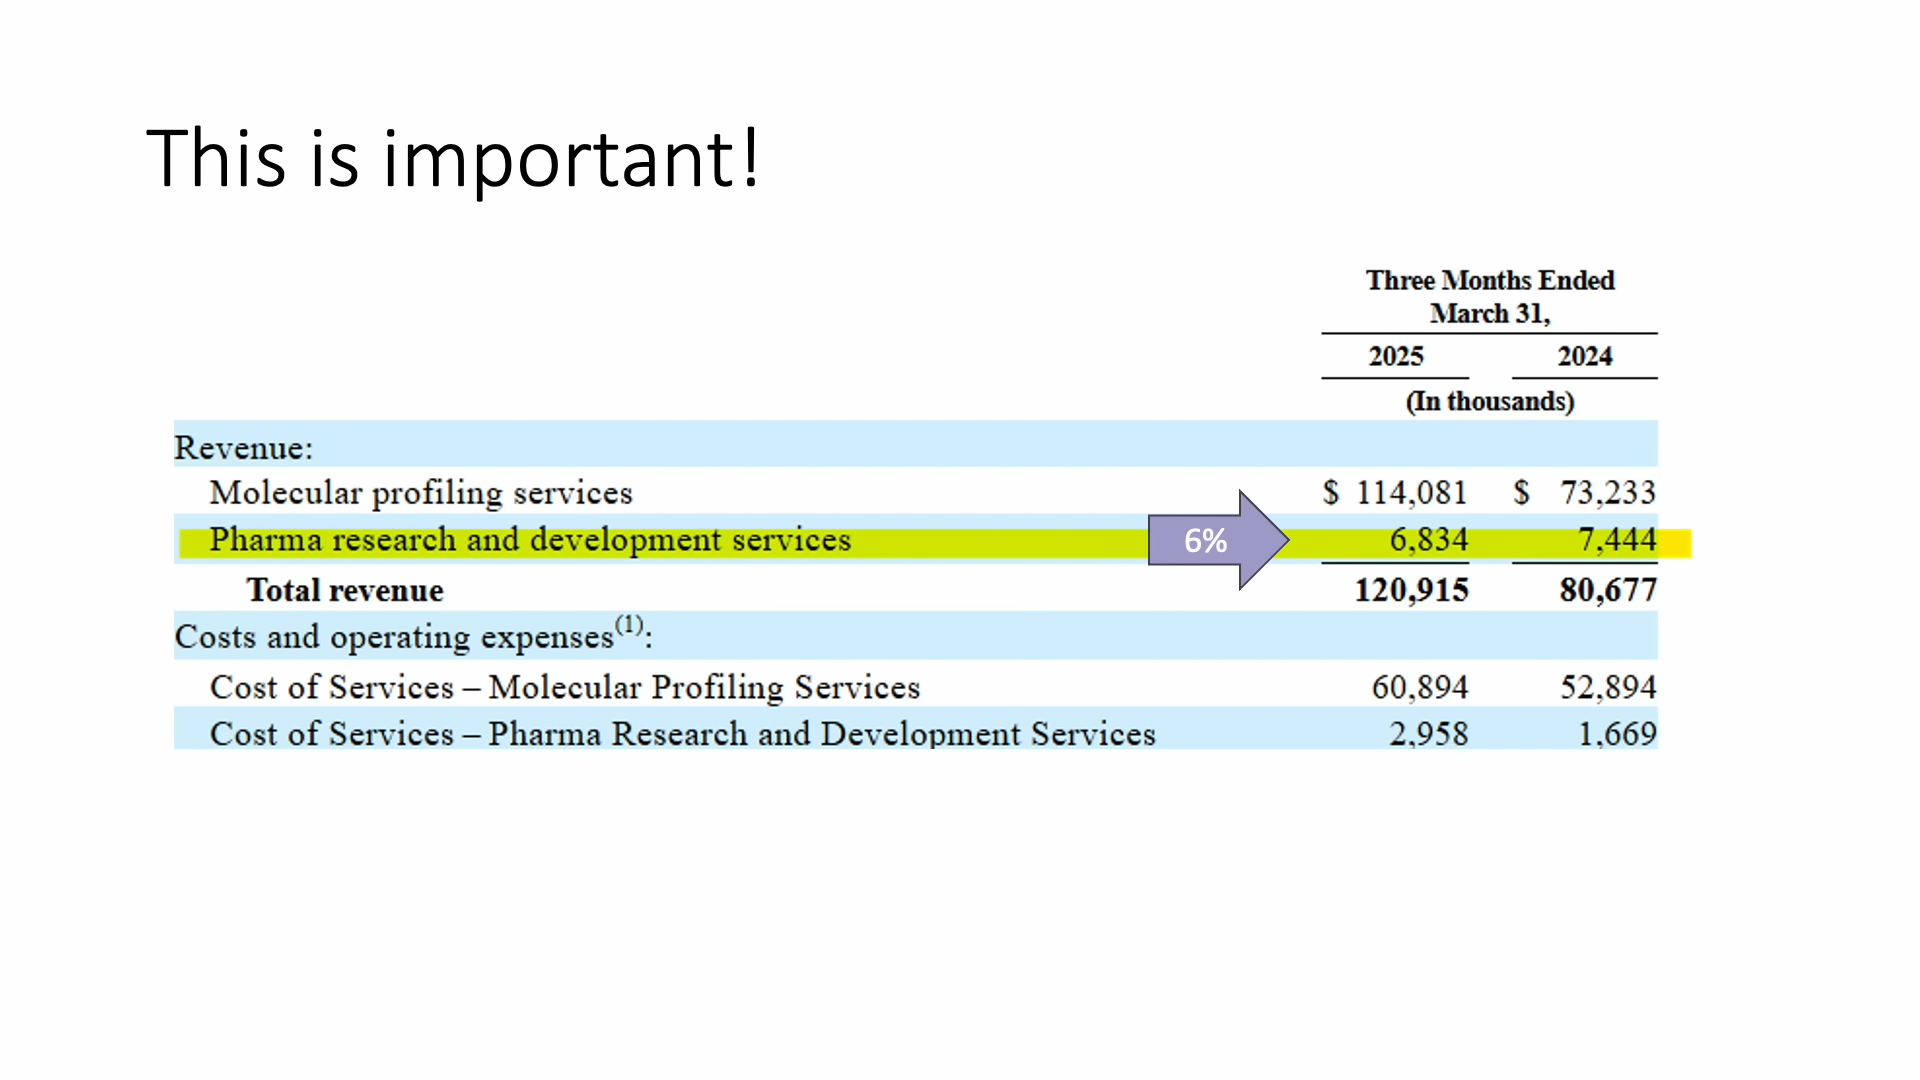 This is important!
Three Months Ended
March 31,
2025 2024
(In thousands)
Revenue:
Molecular profiling services $ 114,081 $ 73,233
Pharma research and development services 6% 6,834 7,444
Total revenue 120,915 80,677
Costs and operating expenses(1):
Cost of Services – Molecular Profiling Services 60,894 52,894
Cost of Services – Pharma Research and Development Services 2,958 1,669